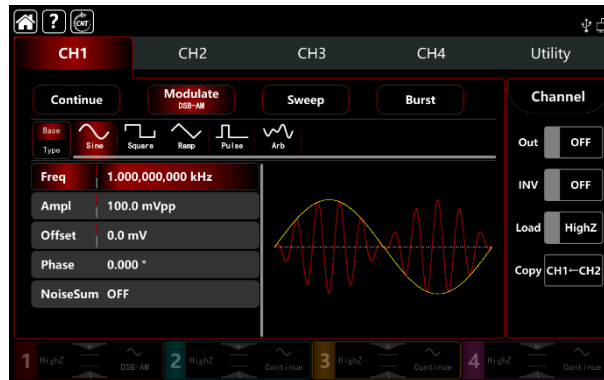 ? CNT
CH1 CH2 CH3 CH4 Utility
Continue Modulate Sweep Burst Channel
DSB-AM
Base
Type Sine Square Ramp Pulse Arb
Out OFF
Freq 1.000,000,000 kHz
INV OFF
Ampl 100.0 mVpp
Offset 0.0 mV
Load HighZ
Phase 0.000 °
Copy CH1←CH2
NoiseSum OFF
1 HighZ DSB-AM 2 HighZ Continue 3 HighZ Continue 4 HighZ Continue